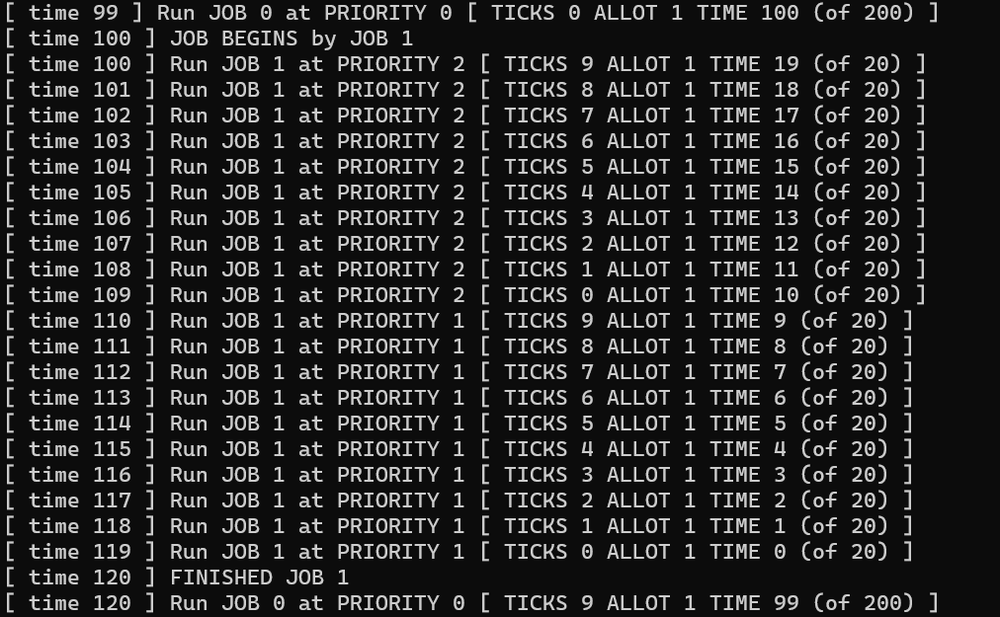 [ time 99 ] Run JOB 0 at PRIORITY 0 [ TICKS 0 ALLOT 1 TIME 100 (of 200) ]
[ time 100 ] JOB BEGINS by JOB 1
[ time 100 ] Run JOB 1 at PRIORITY 2 [ TICKS 9 ALLOT 1 TIME 19 (of 20) ]
[ time 101 ] Run JOB 1 at PRIORITY 2 [ TICKS 8 ALLOT 1 TIME 18 (of 20) ]
[ time 102 ] Run JOB 1 at PRIORITY 2 [ TICKS 7 ALLOT 1 TIME 17 (of 20) ]
[ time 103 ] Run JOB 1 at PRIORITY 2 [ TICKS 6 ALLOT 1 TIME 16 (of 20) ]
[ time 104 ] Run JOB 1 at PRIORITY 2 [ TICKS 5 ALLOT 1 TIME 15 (of 20) ]
[ time 105 ] Run JOB 1 at PRIORITY 2 [ TICKS 4 ALLOT 1 TIME 14 (of 20) ]
[ time 106 ] Run JOB 1 at PRIORITY 2 [ TICKS 3 ALLOT 1 TIME 13 (of 20) ]
[ time 107 ] Run JOB 1 at PRIORITY 2 [ TICKS 2 ALLOT 1 TIME 12 (of 20) ]
[ time 108 ] Run JOB 1 at PRIORITY 2 [ TICKS 1 ALLOT 1 TIME 11 (of 20) ]
[ time 109 ] Run JOB 1 at PRIORITY 2 [ TICKS 0 ALLOT 1 TIME 10 (of 20) ]
[ time 110 ] Run JOB 1 at PRIORITY 1 [ TICKS 9 ALLOT 1 TIME 9 (of 20) ]
[ time 111 ] Run JOB 1 at PRIORITY 1 [ TICKS 8 ALLOT 1 TIME 8 (of 20) ]
[ time 112 ] Run JOB 1 at PRIORITY 1 [ TICKS 7 ALLOT 1 TIME 7 (of 20) ]
[ time 113 ] Run JOB 1 at PRIORITY 1 [ TICKS 6 ALLOT 1 TIME 6 (of 20) ]
[ time 114 ] Run JOB 1 at PRIORITY 1 [ TICKS 5 ALLOT 1 TIME 5 (of 20) ]
[ time 115 ] Run JOB 1 at PRIORITY 1 [ TICKS 4 ALLOT 1 TIME 4 (of 20) ]
[ time 116 ] Run JOB 1 at PRIORITY 1 [ TICKS 3 ALLOT 1 TIME 3 (of 20) ]
[ time 117 ] Run JOB 1 at PRIORITY 1 [ TICKS 2 ALLOT 1 TIME 2 (of 20) ]
[ time 118 ] Run JOB 1 at PRIORITY 1 [ TICKS 1 ALLOT 1 TIME 1 (of 20) ]
[ time 119 ] Run JOB 1 at PRIORITY 1 [ TICKS 0 ALLOT 1 TIME 0 (of 20) ]
[ time 120 ] FINISHED JOB 1
[ time 120 ] Run JOB 0 at PRIORITY 0 [ TICKS 9 ALLOT 1 TIME 99 (of 200) ]